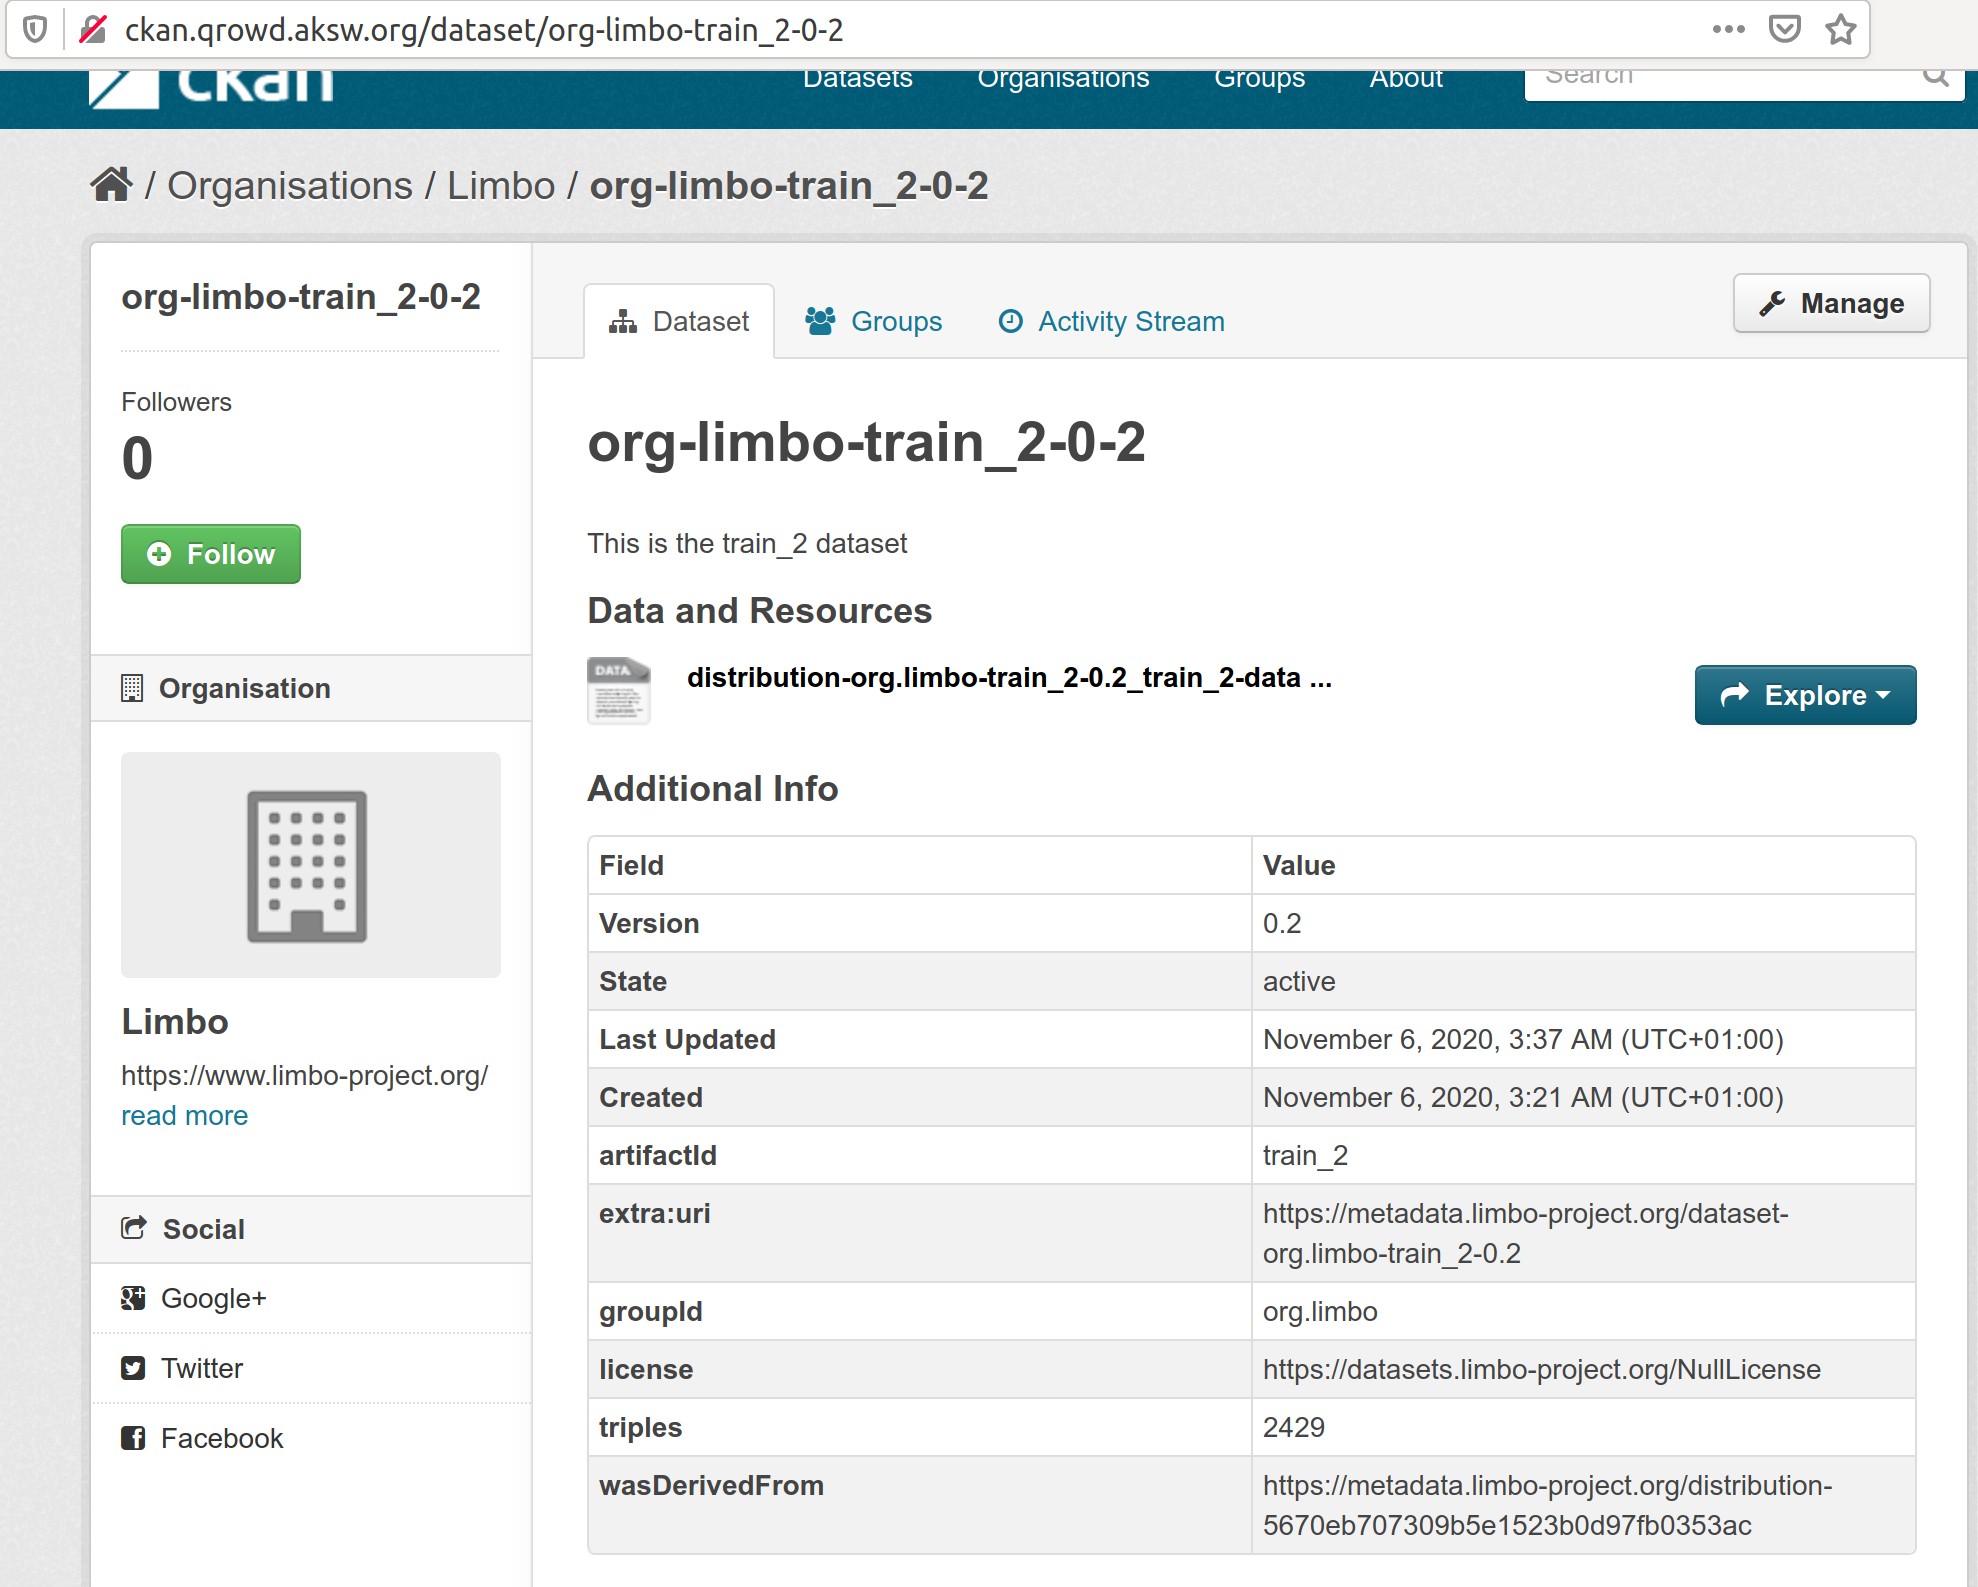 ckan.qrowd.aksw.org/dataset/org-limbo-train_2-0-2
ckan
Datasets Organisations Groups About Search
/ Organisations / Limbo / org-limbo-train_2-0-2
org-limbo-train_2-0-2
Followers
0
Follow
Organisation
Limbo
https://www.limbo-project.org/
read more
Social
Google+
Twitter
Facebook
Dataset Groups Activity Stream Manage
org-limbo-train_2-0-2
This is the train_2 dataset
Data and Resources
DATA
distribution-org.limbo-train_2-0.2_train_2-data ...
Explore
Additional Info
Field Value
Version 0.2
State active
Last Updated November 6, 2020, 3:37 AM (UTC+01:00)
Created November 6, 2020, 3:21 AM (UTC+01:00)
artifactId train_2
extra:uri https://metadata.limbo-project.org/dataset-
org.limbo-train_2-0.2
groupId org.limbo
license https://datasets.limbo-project.org/NullLicense
triples 2429
wasDerivedFrom https://metadata.limbo-project.org/distribution-
5670eb707309b5e1523b0d97fb0353ac